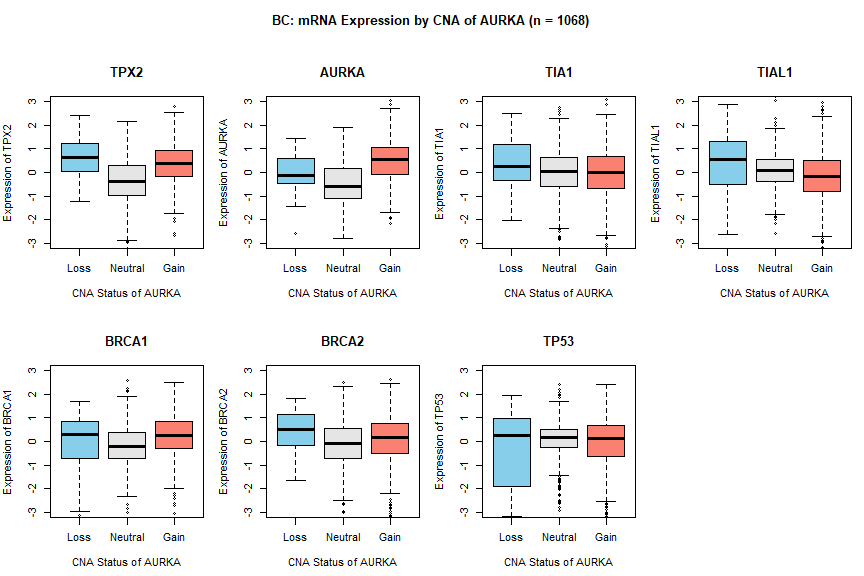 BC: mRNA Expression by CNA of AURKA (n = 1068)
TPX2
Expression of TPX2
3
2
1
0
-1
-2
-3
Loss Neutral Gain
CNA Status of AURKA
AURKA
Expression of AURKA
3
2
1
0
-1
-2
-3
Loss Neutral Gain
CNA Status of AURKA
TIA1
Expression of TIA1
3
2
1
0
-1
-2
-3
Loss Neutral Gain
CNA Status of AURKA
TIAL1
Expression of TIAL1
3
2
1
0
-1
-2
-3
Loss Neutral Gain
CNA Status of AURKA
BRCA1
Expression of BRCA1
3
2
1
0
-1
-2
-3
Loss Neutral Gain
CNA Status of AURKA
BRCA2
Expression of BRCA2
3
2
1
0
-1
-2
-3
Loss Neutral Gain
CNA Status of AURKA
TP53
Expression of TP53
3
2
1
0
-1
-2
-3
Loss Neutral Gain
CNA Status of AURKA